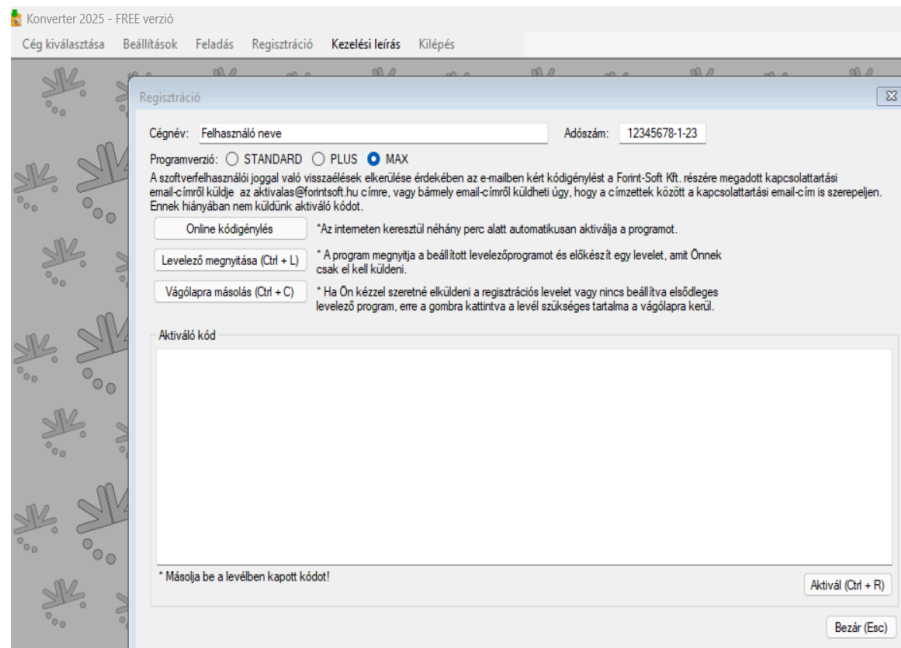 Konverter 2025 - FREE verzió
Cég kiválasztása Beállítások Feladás Regisztráció Kezelési leírás Kilépés
Regisztráció
Cégnév: Felhasználó neve Adószám: 12345678-1-23
Programverzió: STANDARD PLUS MAX
A szoftverfelhasználói joggal való visszaélések elkerülése érdekében az e-mailben kért kódigénylést a Forint-Soft Kft. részére megadott kapcsolattartási
email-címről küldje az aktivalas@forintsoft.hu címre, vagy bármely email-címről küldheti úgy, hogy a címzettek között a kapcsolattartási email-cím is szerepeljen.
Ennek hiányában nem küldünk aktiváló kódot.
Online kódigénylés *Az interneten keresztül néhány perc alatt automatikusan aktiválja a programot.
Levelező megnyitása (Ctrl + L) * A program megnyitja a beállított levelezőprogramot és előkészít egy levelet, amit Önnek
csak el kell küldeni.
Vágólapra másolás (Ctrl + C) * Ha Ön kézzel szeretné elküldeni a regisztrációs levelet vagy nincs beállítva elsődleges
levelező program, erre a gombra kattintva a levél szükséges tartalma a vágólapra kerül.
Aktiváló kód
* Másolja be a levélben kapott kódot!
Aktivál (Ctrl + R)
Bezár (Esc)